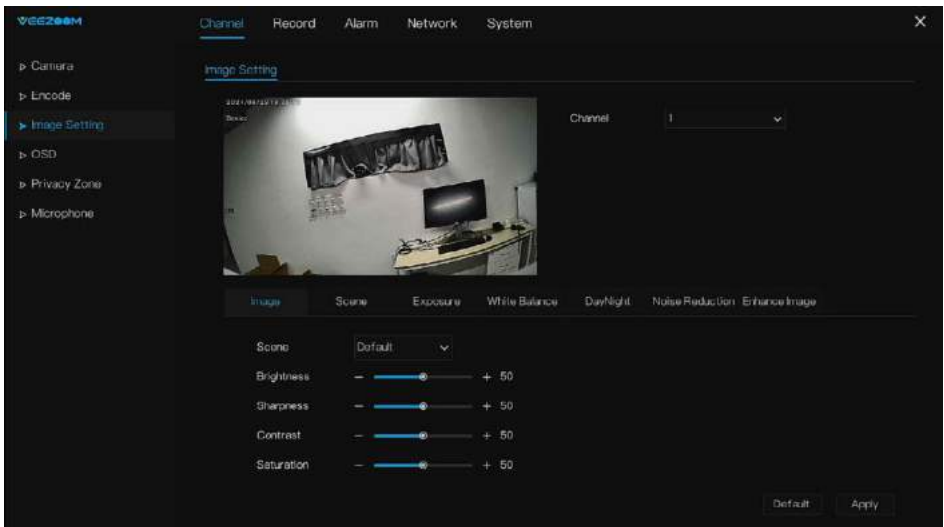 VEEZOOM
Channel Record Alarm Network System
Camera
Encode
Image Setting
OSD
Privacy Zone
Microphone
Image Setting
Channel 1
Image Scene Exposure White Balance DayNight Noise Reduction Enhance Image
Scene Default
Brightness 50
Sharpness 50
Contrast 50
Saturation 50
Default Apply